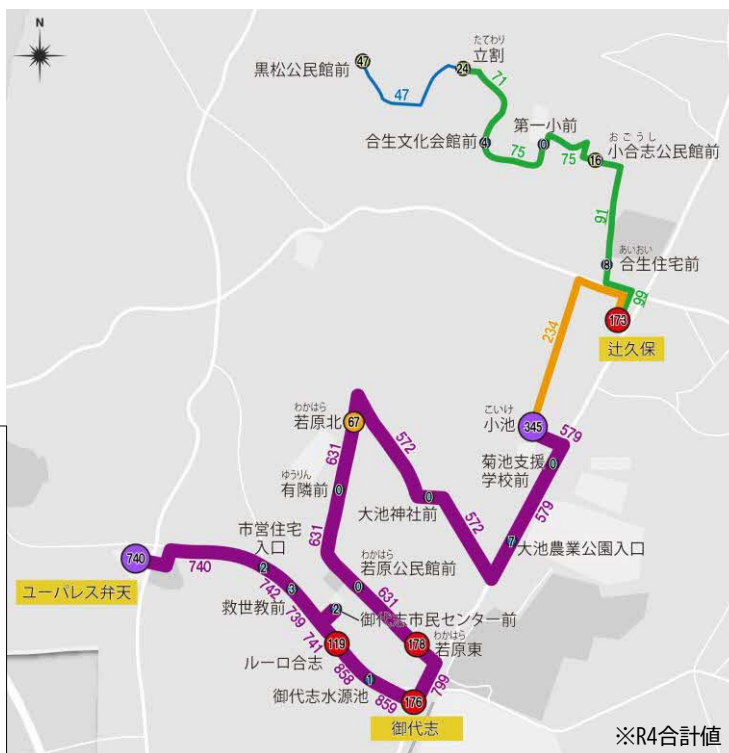 N
黒松公民館前
47
47
たてわり
立割
24
71
合生文化会館前
4
75
第一小前
0
75
おごうし
小合志公民館前
16
91
あいおい
合生住宅前
8
99
173
辻久保
234
こいけ
小池
345
579
菊池支援
学校前
0
579
大池農業公園入口
7
572
大池神社前
0
572
わかはら
若原北
67
631
ゆうりん
有隣前
0
631
わかはら
若原公民館前
0
631
わかはら
若原東
178
799
御代志
176
859
御代志水源池
1
858
ルーロ合志
119
741
御代志市民センター前
2
739
救世教前
3
742
市営住宅
入口
2
740
740
ユーパレス弁天
※R4合計値